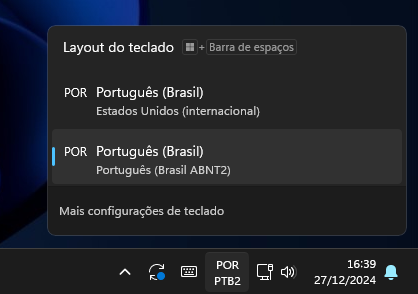 Layout do teclado + Barra de espaços
POR Português (Brasil)
Estados Unidos (internacional)
POR Português (Brasil)
Português (Brasil ABNT2)
Mais configurações de teclado
POR
PTB2
16:39
27/12/2024